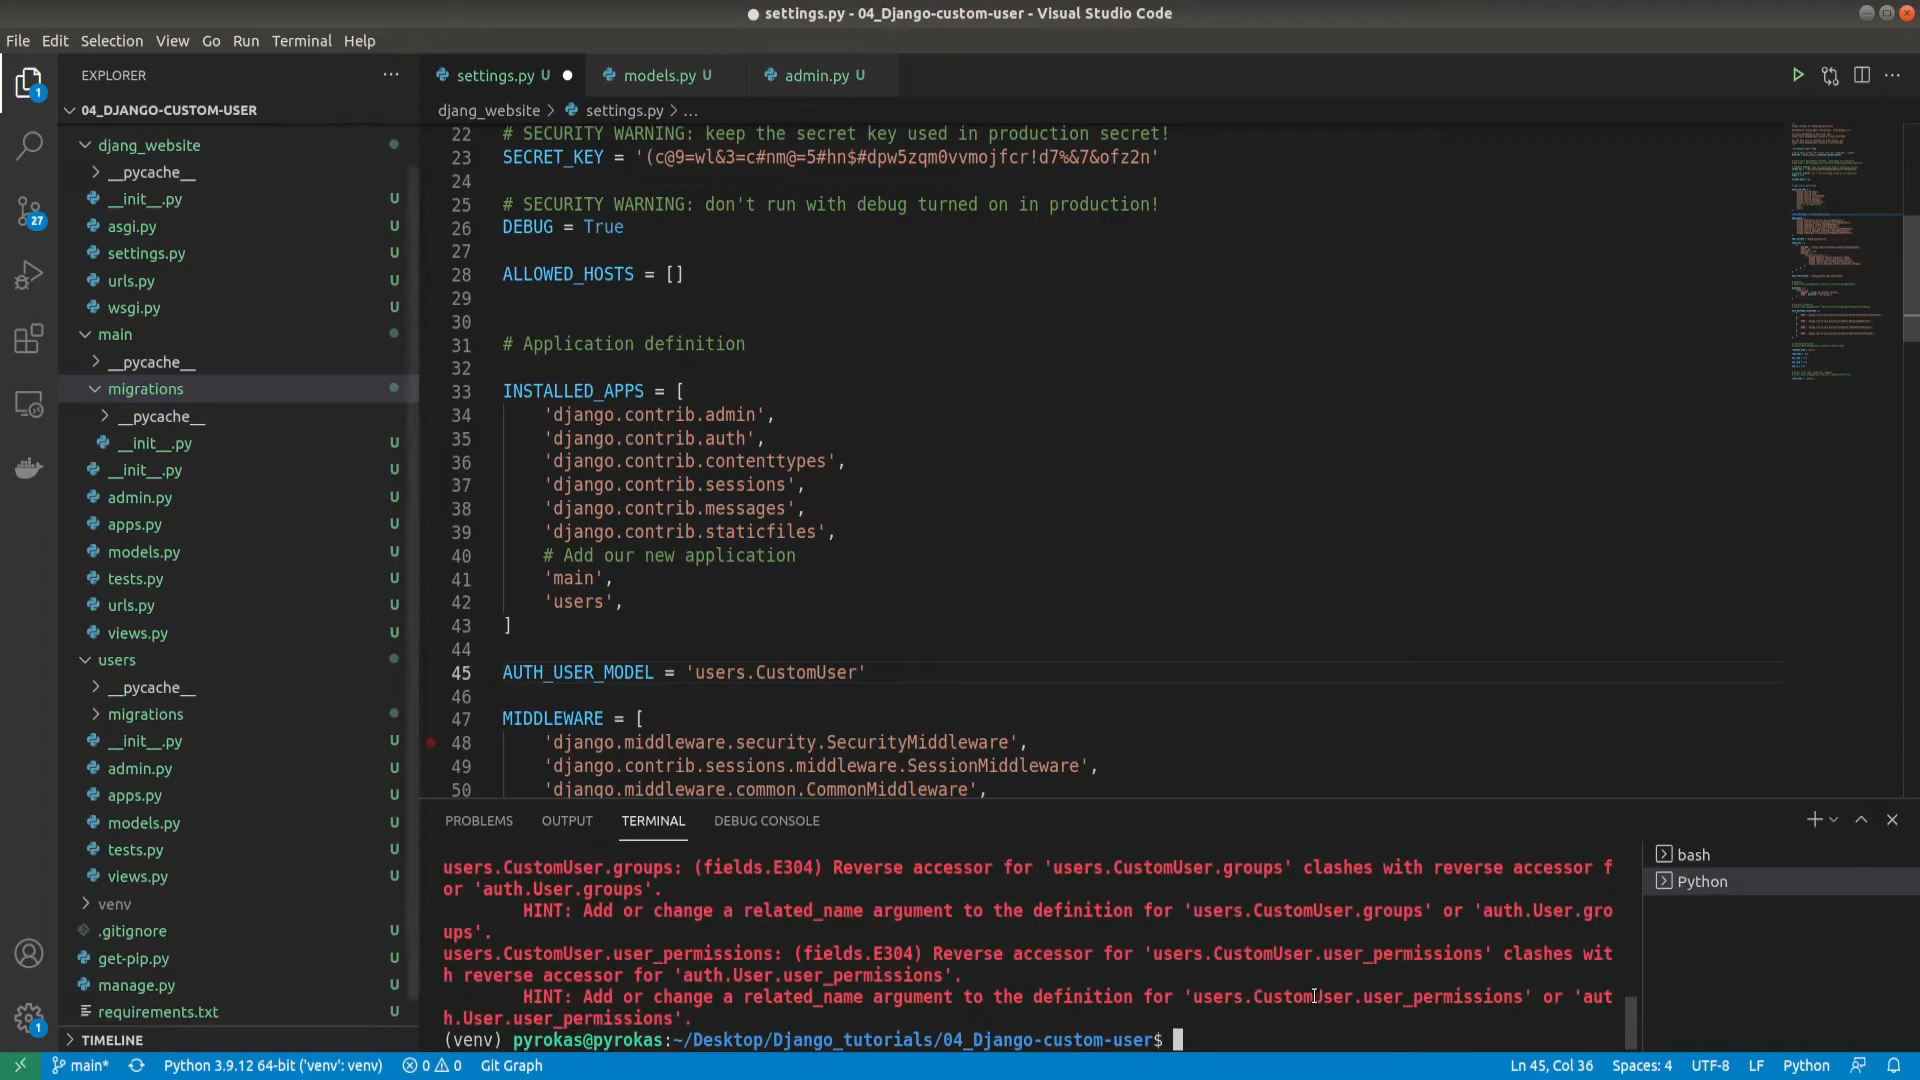 settings.py - 04_Django-custom-user - Visual Studio Code
File Edit Selection View Go Run Terminal Help
EXPLORER
04_DJANGO-CUSTOM-USER
djang_website
__pycache__
__init__.py U
asgi.py U
settings.py U
urls.py U
wsgi.py U
main
__pycache__
migrations
__pycache__
__init__.py U
__init__.py U
admin.py U
apps.py U
models.py U
tests.py U
urls.py U
views.py U
users
__pycache__
migrations
__init__.py U
admin.py U
apps.py U
models.py U
tests.py U
views.py U
venv
.gitignore U
get-pip.py U
manage.py U
requirements.txt U
TIMELINE
1
27
1
settings.py U models.py U admin.py U
djang_website > settings.py > ...
22 # SECURITY WARNING: keep the secret key used in production secret!
23 SECRET_KEY = '(c@9=wl&3=c#nm@=5#hn$#dpw5zqm0vvmojfcr!d7%&7&ofz2n'
24
25 # SECURITY WARNING: don't run with debug turned on in production!
26 DEBUG = True
27
28 ALLOWED_HOSTS = []
29
30
31 # Application definition
32
33 INSTALLED_APPS = [
34 'django.contrib.admin',
35 'django.contrib.auth',
36 'django.contrib.contenttypes',
37 'django.contrib.sessions',
38 'django.contrib.messages',
39 'django.contrib.staticfiles',
40 # Add our new application
41 'main',
42 'users',
43 ]
44
45 AUTH_USER_MODEL = 'users.CustomUser'
46
47 MIDDLEWARE = [
48 'django.middleware.security.SecurityMiddleware',
49 'django.contrib.sessions.middleware.SessionMiddleware',
50 'django.middleware.common.CommonMiddleware',
PROBLEMS OUTPUT TERMINAL DEBUG CONSOLE
users.CustomUser.groups: (fields.E304) Reverse accessor for 'users.CustomUser.groups' clashes with reverse accessor f
or 'auth.User.groups'.
HINT: Add or change a related_name argument to the definition for 'users.CustomUser.groups' or 'auth.User.gro
ups'.
users.CustomUser.user_permissions: (fields.E304) Reverse accessor for 'users.CustomUser.user_permissions' clashes wit
h reverse accessor for 'auth.User.user_permissions'.
HINT: Add or change a related_name argument to the definition for 'users.CustomUser.user_permissions' or 'aut
h.User.user_permissions'.
(venv) pyrokas@pyrokas:~/Desktop/Django_tutorials/04_Django-custom-user$
bash
Python
main* Python 3.9.12 64-bit ('venv': venv) 0 0 Git Graph Ln 45, Col 36 Spaces: 4 UTF-8 LF Python